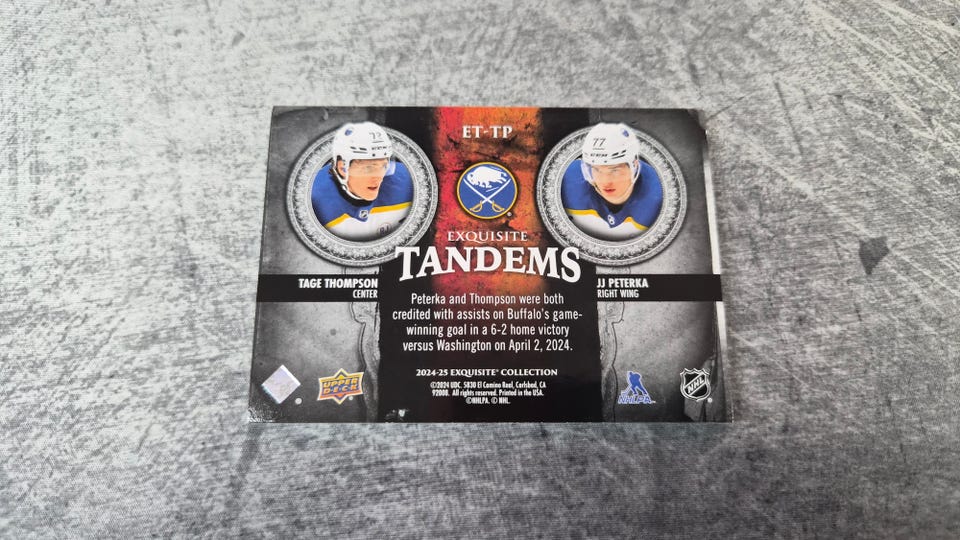 ET-TP
77
EXQUISITE
TANDEMS
TAGE THOMPSON
CENTER
JJ PETERKA
RIGHT WING
Peterka and Thompson were both
credited with assists on Buffalo's game-
winning goal in a 6-2 home victory
versus Washington on April 2, 2024.
2024-25 EXQUISITE® COLLECTION
©2024 UDC. 5830 El Camino Real, Carlsbad, CA
92008. All rights reserved. Printed in the USA.
©NHLPA. © NHL.
UPPER
DECK
NHLPA
NHL